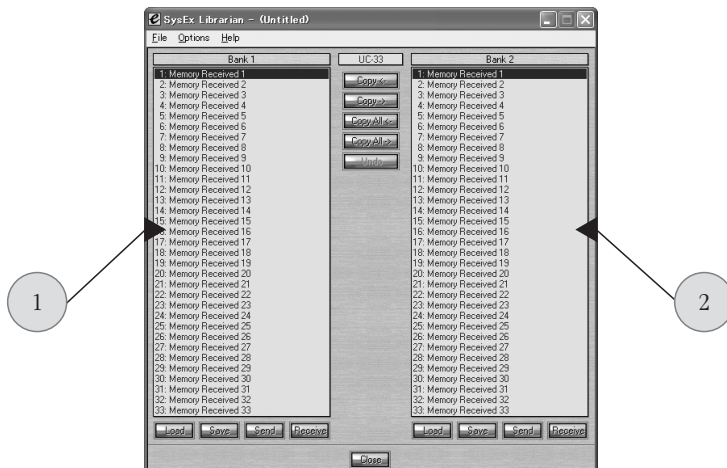 SysEx Librarian - (Untitled)
File Options Help
Bank 1
1: Memory Received 1
2: Memory Received 2
3: Memory Received 3
4: Memory Received 4
5: Memory Received 5
6: Memory Received 6
7: Memory Received 7
8: Memory Received 8
9: Memory Received 9
10: Memory Received 10
11: Memory Received 11
12: Memory Received 12
13: Memory Received 13
14: Memory Received 14
15: Memory Received 15
Memory Received 16
17: Memory Received 17
18: Memory Received 18
19: Memory Received 19
20: Memory Received 20
21: Memory Received 21
22: Memory Received 22
23: Memory Received 23
24: Memory Received 24
25: Memory Received 25
26: Memory Received 26
27: Memory Received 27
28: Memory Received 28
29: Memory Received 29
30: Memory Received 30
31: Memory Received 31
32: Memory Received 32
33: Memory Received 33
Load Save Send Receive
UC-33
Copy <-
Copy ->
Copy All <-
Copy All ->
Undo
Bank 2
1: Memory Received 1
2: Memory Received 2
3: Memory Received 3
4: Memory Received 4
5: Memory Received 5
6: Memory Received 6
7: Memory Received 7
8: Memory Received 8
9: Memory Received 9
10: Memory Received 10
11: Memory Received 11
12: Memory Received 12
13: Memory Received 13
14: Memory Received 14
15: Memory Received 15
16: Memory Received 16
17: Memory Received 17
18: Memory Received 18
19: Memory Received 19
20: Memory Received 20
21: Memory Received 21
22: Memory Received 22
23: Memory Received 23
24: Memory Received 24
25: Memory Received 25
26: Memory Received 26
27: Memory Received 27
28: Memory Received 28
29: Memory Received 29
30: Memory Received 30
31: Memory Received 31
32: Memory Received 32
33: Memory Received 33
Load Save Send Receive
Close
1
2